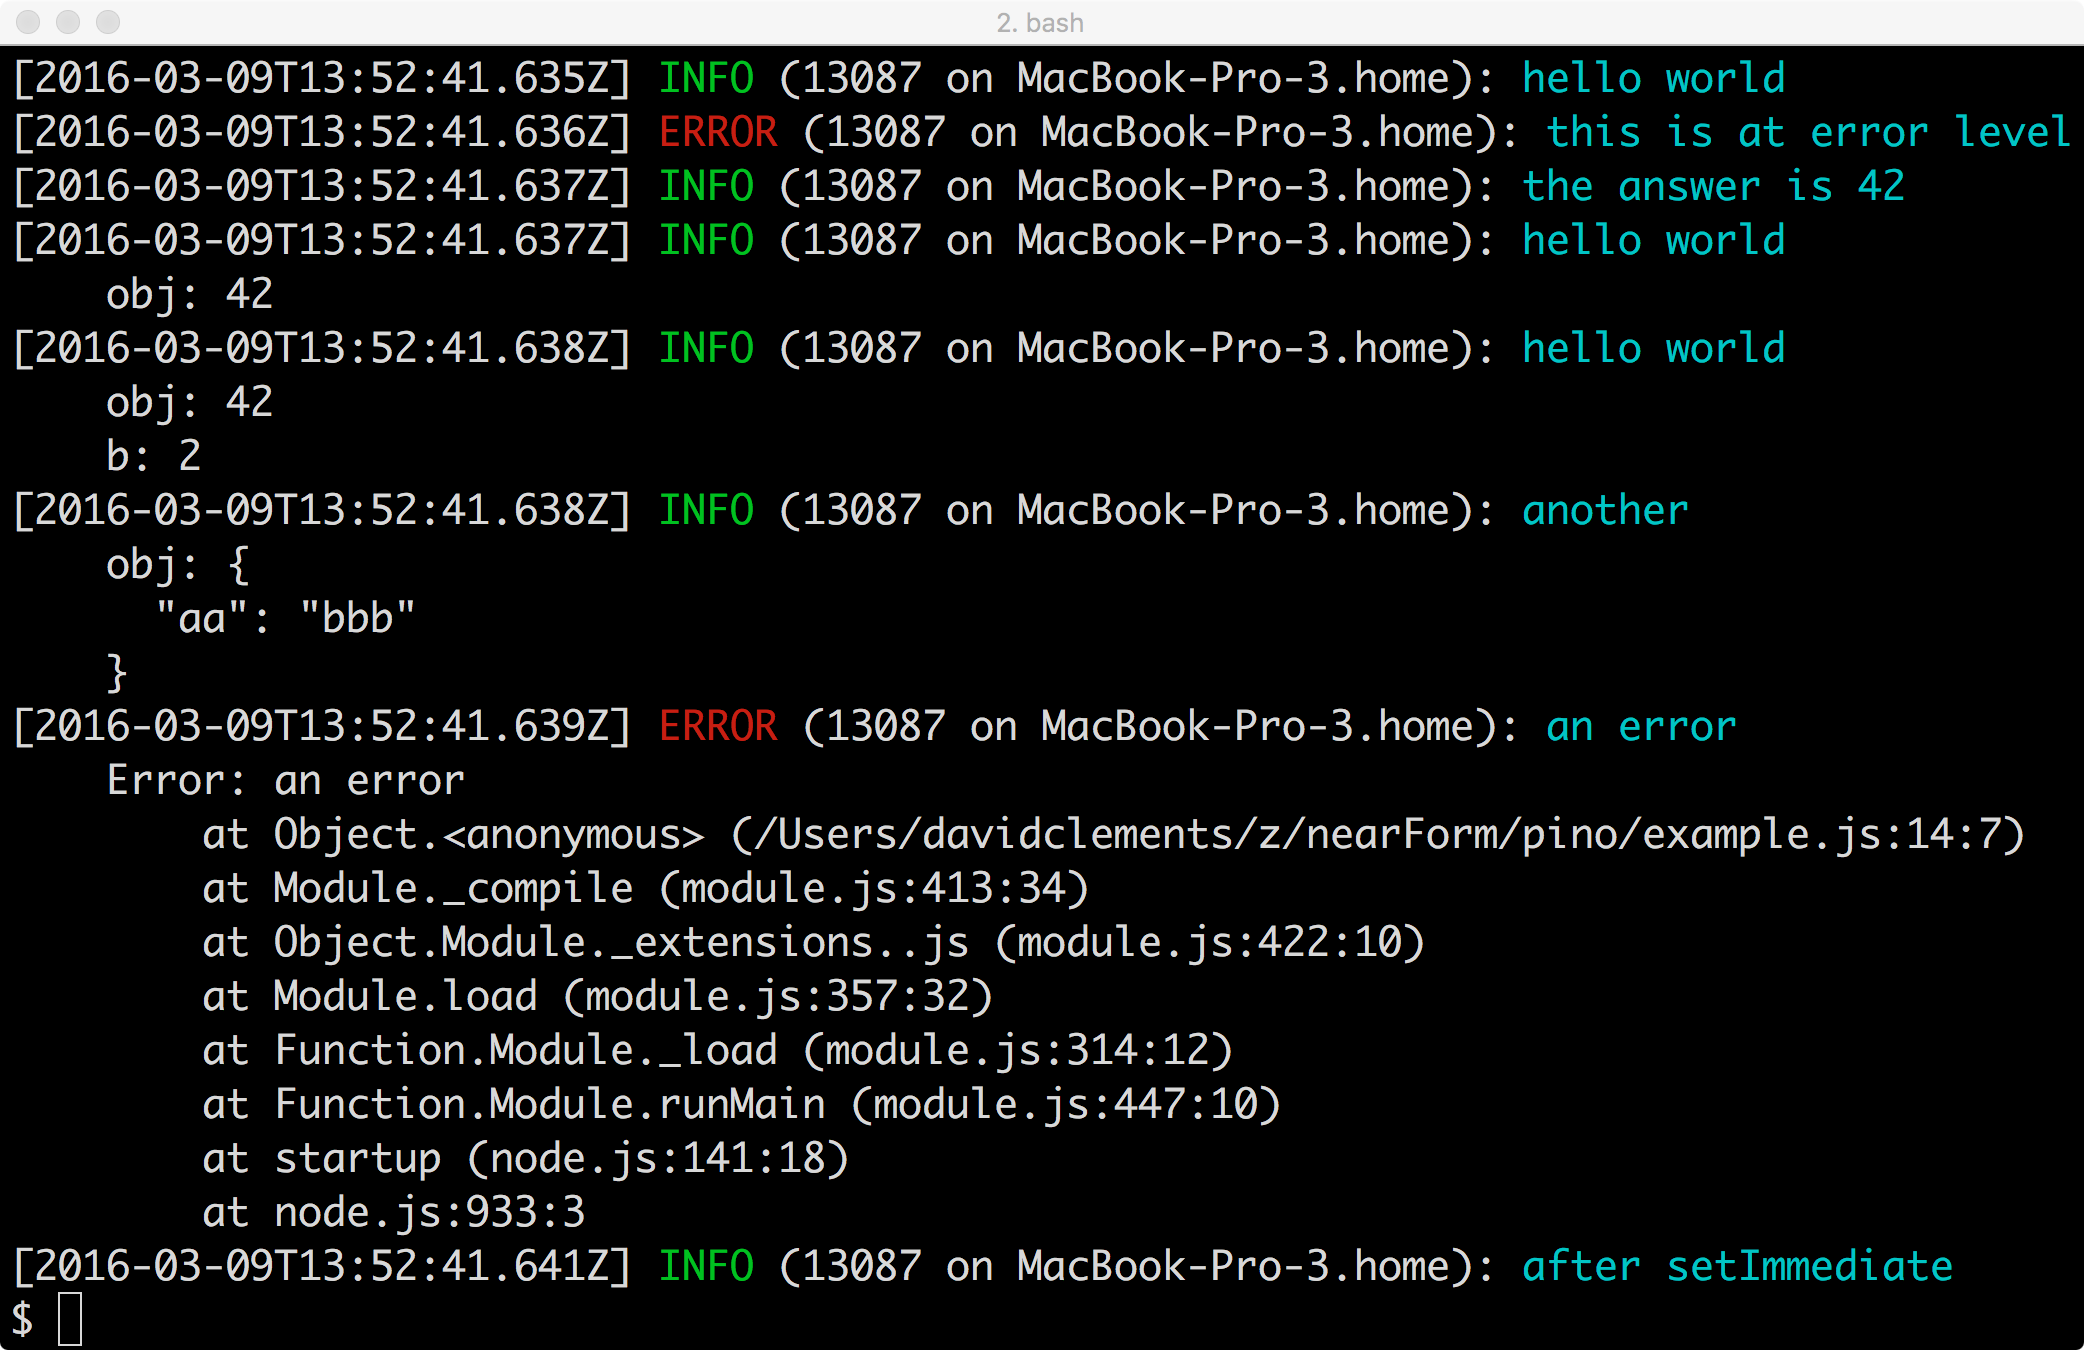 2. bash
[2016-03-09T13:52:41.635Z] INFO (13087 on MacBook-Pro-3.home): hello world
[2016-03-09T13:52:41.636Z] ERROR (13087 on MacBook-Pro-3.home): this is at error level
[2016-03-09T13:52:41.637Z] INFO (13087 on MacBook-Pro-3.home): the answer is 42
[2016-03-09T13:52:41.637Z] INFO (13087 on MacBook-Pro-3.home): hello world
    obj: 42
[2016-03-09T13:52:41.638Z] INFO (13087 on MacBook-Pro-3.home): hello world
    obj: 42
    b: 2
[2016-03-09T13:52:41.638Z] INFO (13087 on MacBook-Pro-3.home): another
    obj: {
      "aa": "bbb"
    }
[2016-03-09T13:52:41.639Z] ERROR (13087 on MacBook-Pro-3.home): an error
    Error: an error
        at Object.<anonymous> (/Users/davidclements/z/nearForm/pino/example.js:14:7)
        at Module._compile (module.js:413:34)
        at Object.Module._extensions..js (module.js:422:10)
        at Module.load (module.js:357:32)
        at Function.Module._load (module.js:314:12)
        at Function.Module.runMain (module.js:447:10)
        at startup (node.js:141:18)
        at node.js:933:3
[2016-03-09T13:52:41.641Z] INFO (13087 on MacBook-Pro-3.home): after setImmediate
$